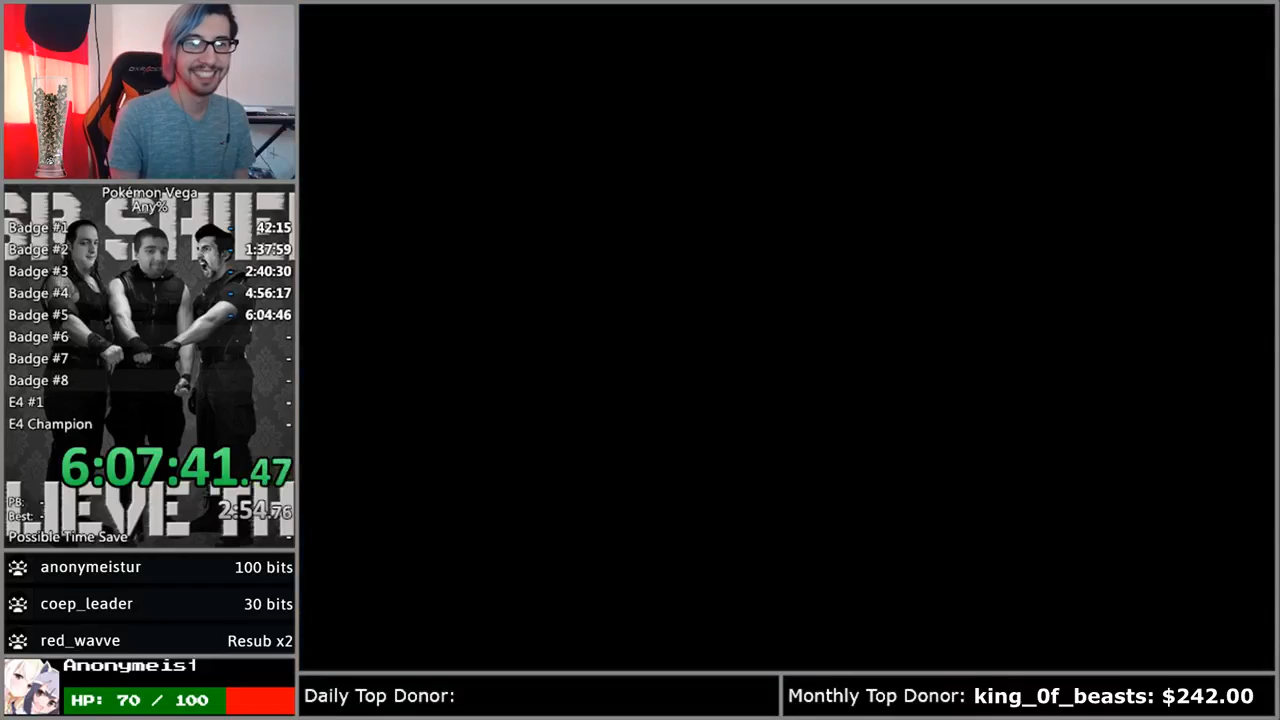 Pokémon Vega
Any%
Badge #1 - 42:15
Badge #2 - 1:37:59
Badge #3 - 2:40:30
Badge #4 - 4:56:17
Badge #5 - 6:04:46
Badge #6 -
Badge #7 -
Badge #8 -
E4 #1 -
E4 Champion -
6:07:41.47
PB: -
Best: -
2:54.76
Possible Time Save -
anonymeistur 100 bits
coep_leader 30 bits
red_wavve Resub x2
Anonymeist
HP: 70 / 100
Daily Top Donor:
Monthly Top Donor: king_0f_beasts: $242.00